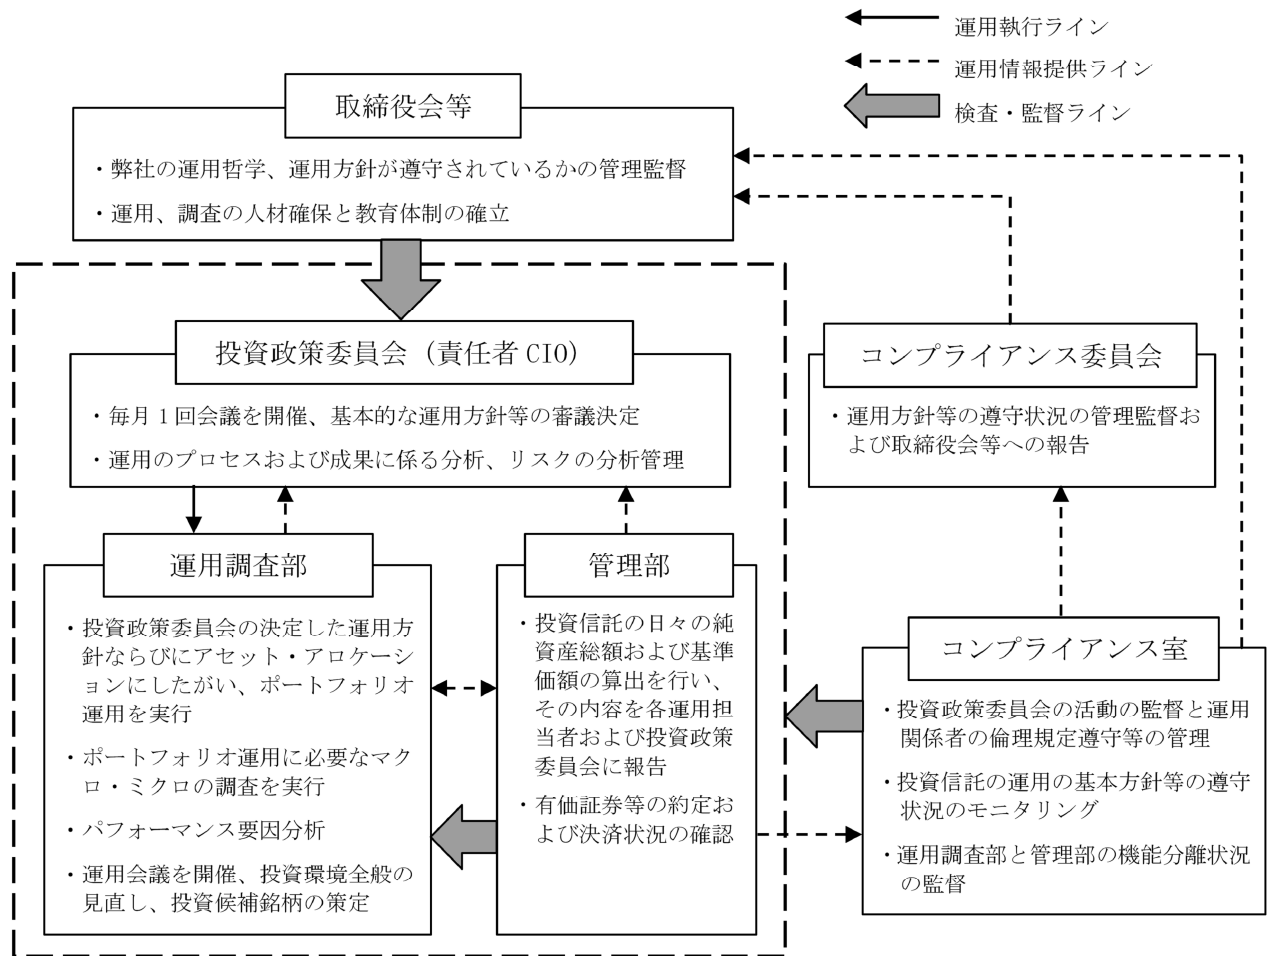 運用執行ライン
運用情報提供ライン
検査・監督ライン
取締役会等
・弊社の運用哲学、運用方針が遵守されているかの管理監督
・運用、調査の人材確保と教育体制の確立
投資政策委員会（責任者 CIO）
・毎月１回会議を開催、基本的な運用方針等の審議決定
・運用のプロセスおよび成果に係る分析、リスクの分析管理
コンプライアンス委員会
・運用方針等の遵守状況の管理監督お
よび取締役会等への報告
運用調査部
・投資政策委員会の決定した運用方
針ならびにアセット・アロケーシ
ョンにしたがい、ポートフォリオ
運用を実行
・ポートフォリオ運用に必要なマク
ロ・ミクロの調査を実行
・パフォーマンス要因分析
・運用会議を開催、投資環境全般の
見直し、投資候補銘柄の策定
管理部
・投資信託の日々の純
資産総額および基準
価額の算出を行い、
その内容を各運用担
当者および投資政策
委員会に報告
・有価証券等の約定お
よび決済状況の確認
コンプライアンス室
・投資政策委員会の活動の監督と運用
関係者の倫理規定遵守等の管理
・投資信託の運用の基本方針等の遵守
状況のモニタリング
・運用調査部と管理部の機能分離状況
の監督